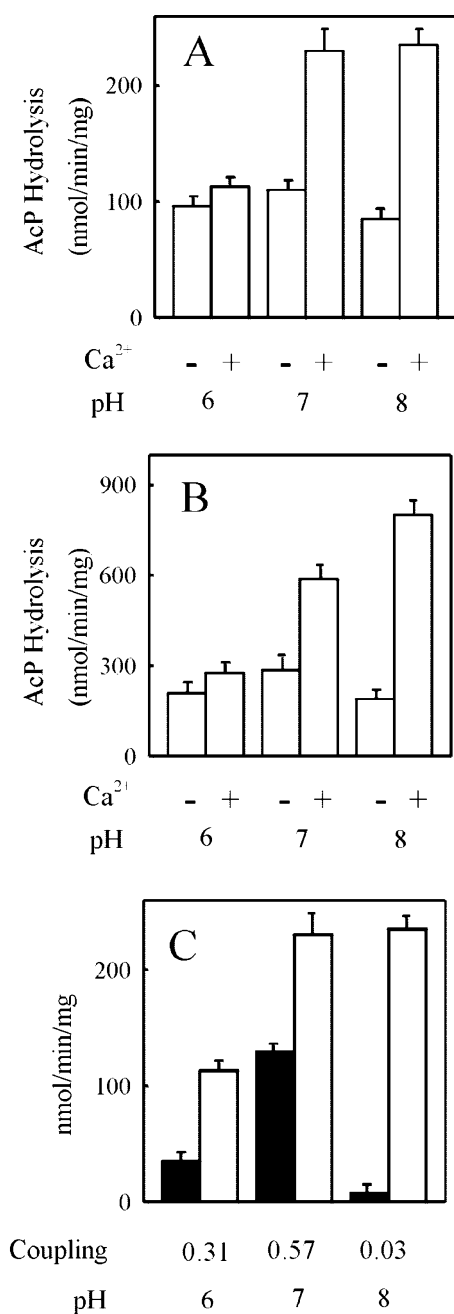 A
AcP Hydrolysis
(nmol/min/mg)
200
100
0
Ca²⁺ - + - + - +
pH 6 7 8
B
AcP Hydrolysis
(nmol/min/mg)
900
600
300
0
Ca²⁺ - + - + - +
pH 6 7 8
C
nmol/min/mg
200
100
0
Coupling 0.31 0.57 0.03
pH 6 7 8